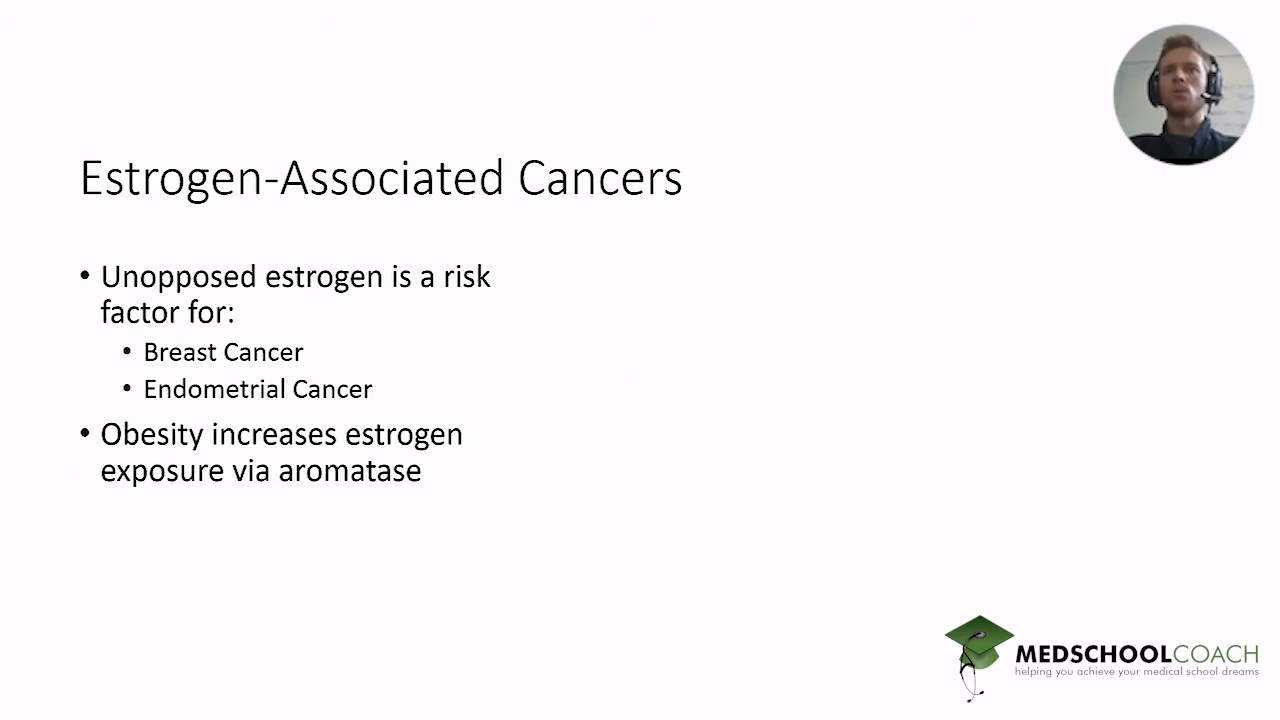 Estrogen-Associated Cancers
• Unopposed estrogen is a risk
factor for:
• Breast Cancer
• Endometrial Cancer
• Obesity increases estrogen
exposure via aromatase
MEDSCHOOLCOACH
helping you achieve your medical school dreams